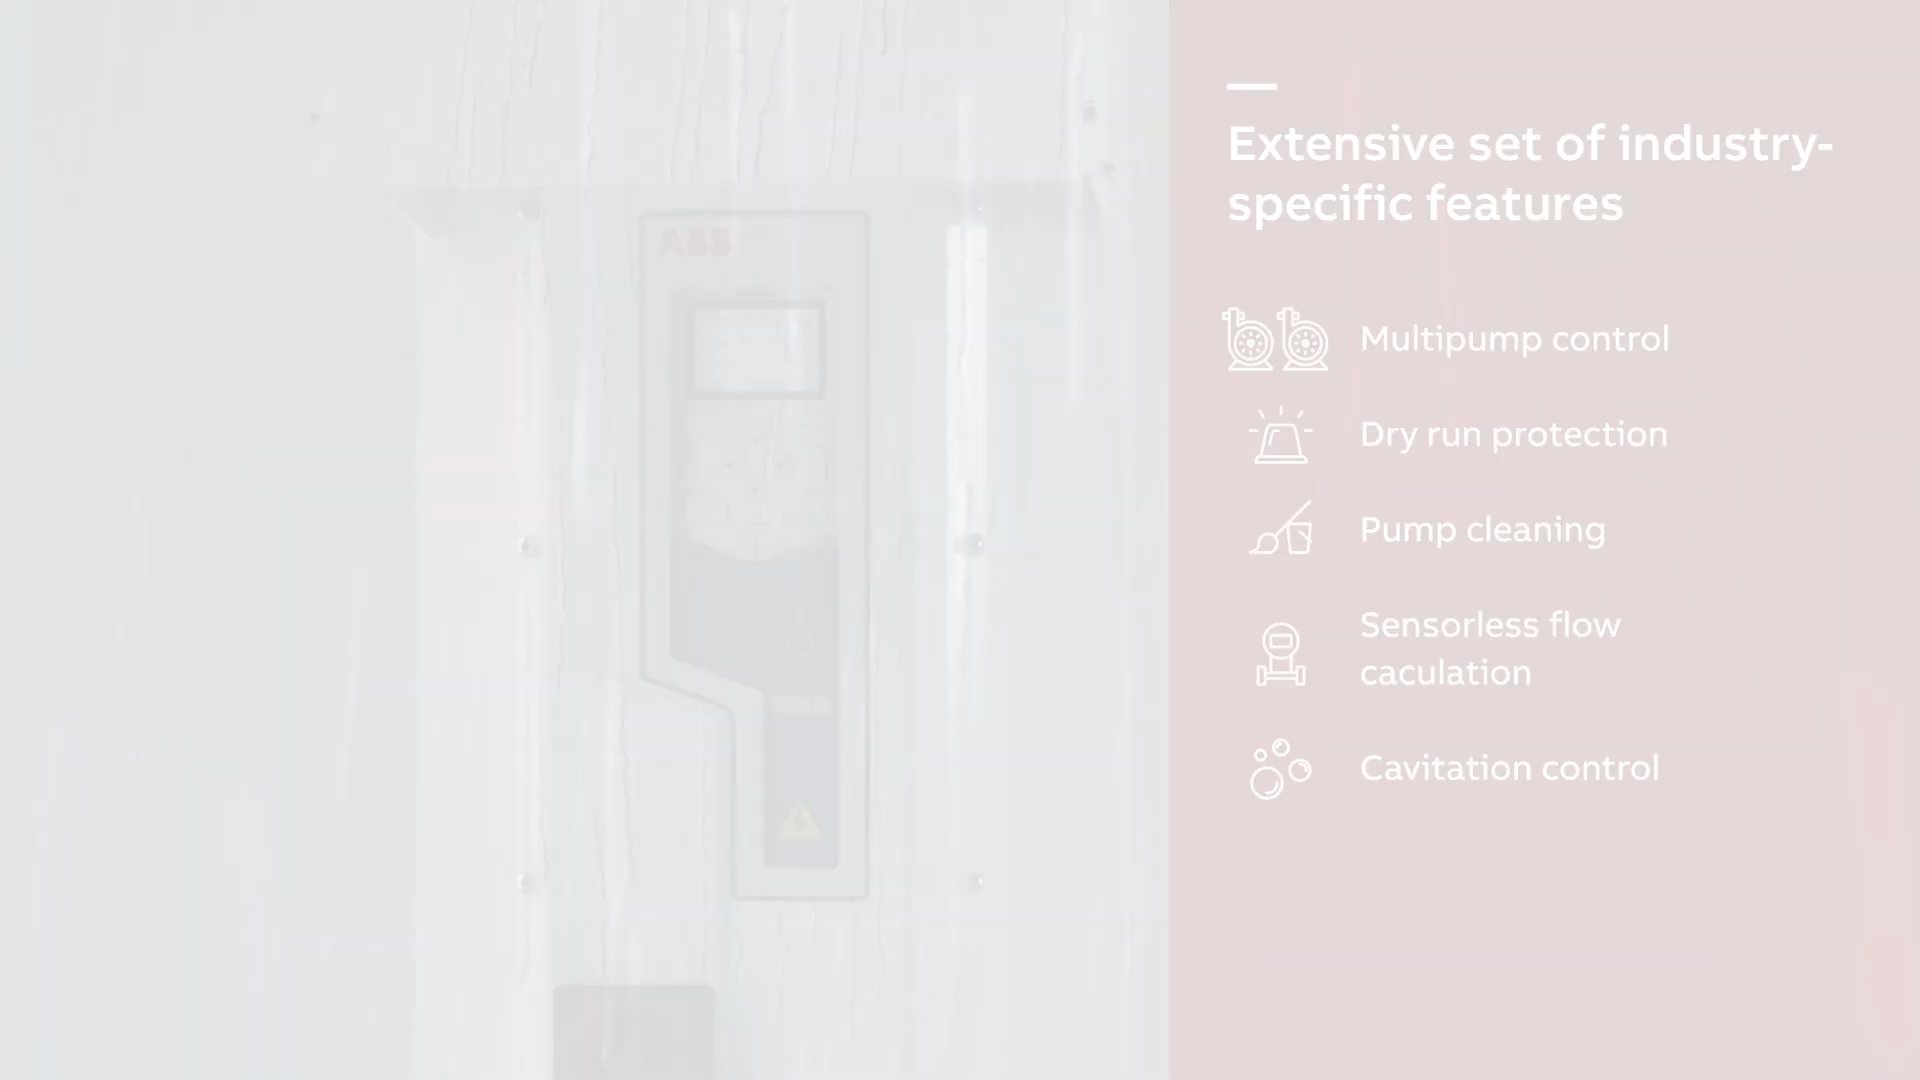 ABB
Extensive set of industry-
specific features
Multipump control
Dry run protection
Pump cleaning
Sensorless flow
caculation
Cavitation control